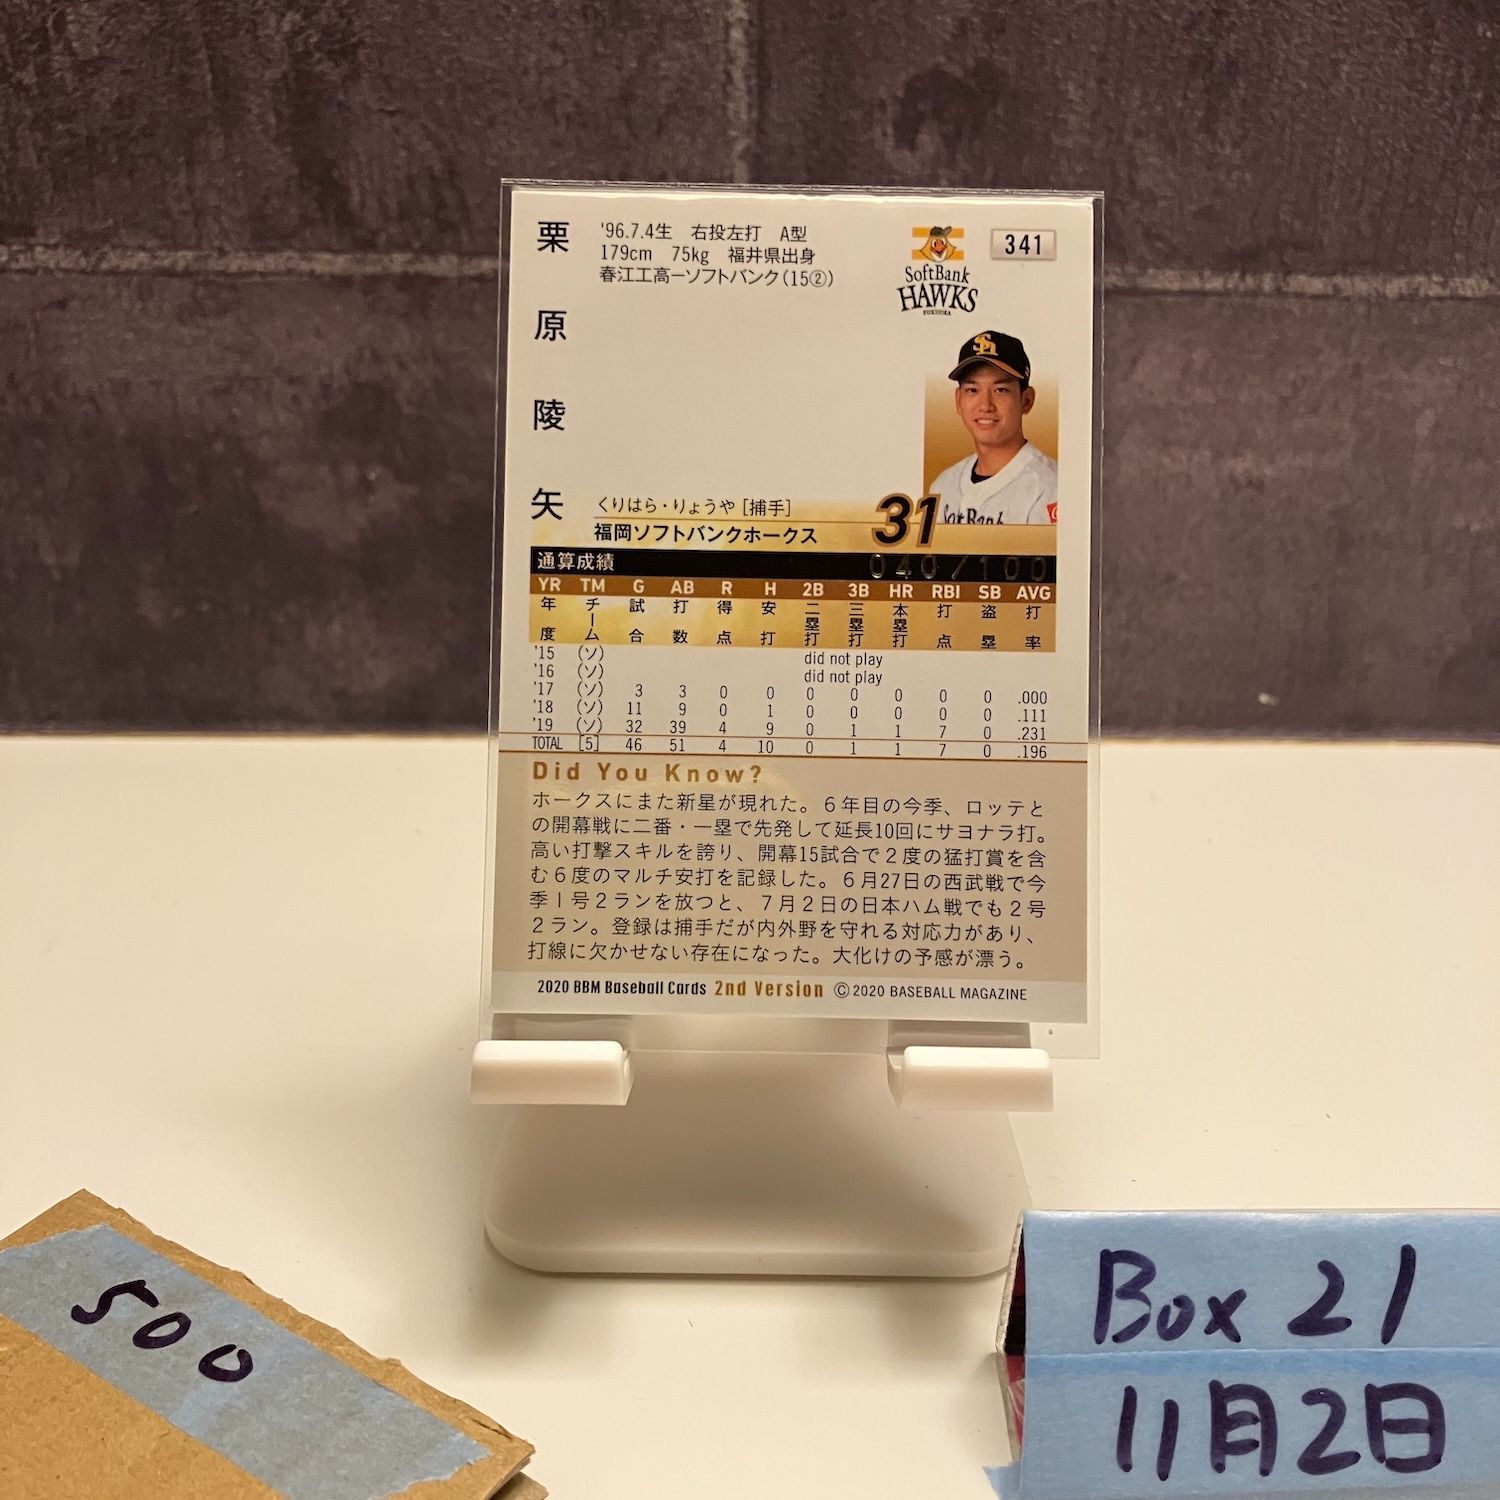 栗原陵矢
'96.7.4生 右投左打 A型
179cm 75kg 福井県出身
春江工高ーソフトバンク(15②)
SoftBank
HAWKS
FUKUOKA
341
くりはら・りょうや [捕手]
福岡ソフトバンクホークス
31
通算成績
040/100
YR TM G AB R H 2B 3B HR RBI SB AVG
年度 チーム 試合 打数 得点 安打 二塁打 三塁打 本塁打 打点 盗塁 打率
'15 (ソ) did not play
'16 (ソ) did not play
'17 (ソ) 3 3 0 0 0 0 0 0 0 .000
'18 (ソ) 11 9 0 1 0 0 0 0 0 .111
'19 (ソ) 32 39 4 9 0 1 1 7 0 .231
TOTAL [5] 46 51 4 10 0 1 1 7 0 .196
Did You Know?
ホークスにまた新星が現れた。6年目の今季、ロッテと
の開幕戦に二番・一塁で先発して延長10回にサヨナラ打。
高い打撃スキルを誇り、開幕15試合で2度の猛打賞を含
む6度のマルチ安打を記録した。6月27日の西武戦で今
季1号2ランを放つと、7月2日の日本ハム戦でも2号
2ラン。登録は捕手だが内外野を守れる対応力があり、
打線に欠かせない存在になった。大化けの予感が漂う。
2020 BBM Baseball Cards 2nd Version © 2020 BASEBALL MAGAZINE
500
Box 21
11月2日